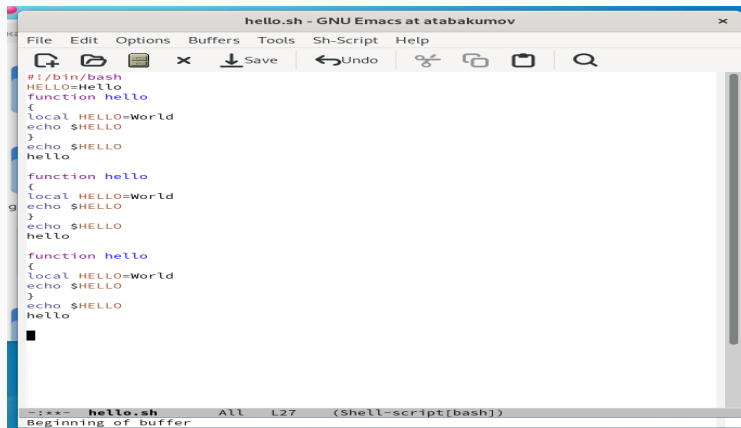 hello.sh - GNU Emacs at atabakumov
File Edit Options Buffers Tools Sh-Script Help
Save Undo
#!/bin/bash
HELLO=Hello
function hello
{
local HELLO=World
echo $HELLO
}
echo $HELLO
hello
function hello
{
local HELLO=World
echo $HELLO
}
echo $HELLO
hello
function hello
{
local HELLO=World
echo $HELLO
}
echo $HELLO
hello
-:**- hello.sh All L27 (Shell-script[bash])
Beginning of buffer